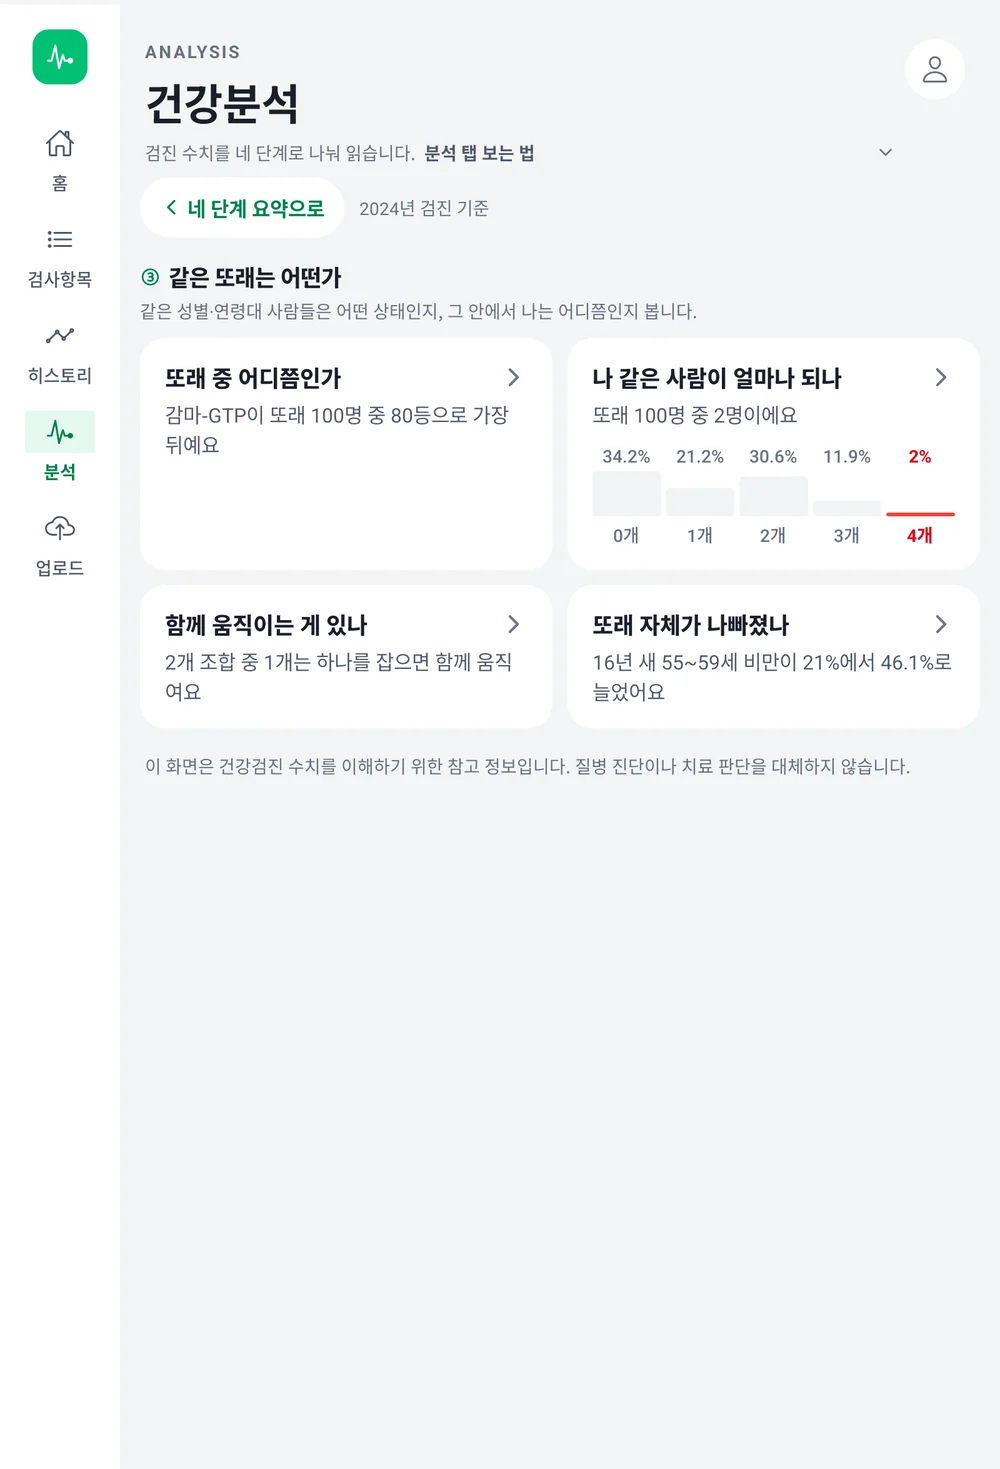 ANALYSIS
건강분석
검진 수치를 네 단계로 나눠 읽습니다. 분석 탭 보는 법
네 단계 요약으로
2024년 검진 기준
홈
검사항목
히스토리
분석
업로드
③ 같은 또래는 어떤가
같은 성별·연령대 사람들은 어떤 상태인지, 그 안에서 나는 어디쯤인지 봅니다.
또래 중 어디쯤인가
감마-GTP이 또래 100명 중 80등으로 가장
뒤예요
나 같은 사람이 얼마나 되나
또래 100명 중 2명이에요
34.2% 21.2% 30.6% 11.9% 2%
0개 1개 2개 3개 4개
함께 움직이는 게 있나
2개 조합 중 1개는 하나를 잡으면 함께 움직
여요
또래 자체가 나빠졌나
16년 새 55~59세 비만이 21%에서 46.1%로
늘었어요
이 화면은 건강검진 수치를 이해하기 위한 참고 정보입니다. 질병 진단이나 치료 판단을 대체하지 않습니다.